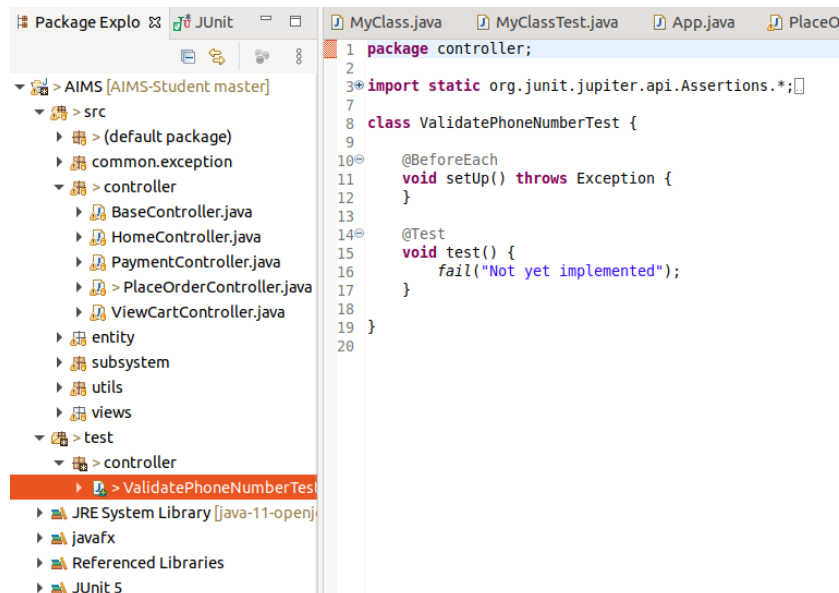 Package Explo JUnit
> AIMS [AIMS-Student master]
> src
> (default package)
common.exception
> controller
BaseController.java
HomeController.java
PaymentController.java
> PlaceOrderController.java
ViewCartController.java
entity
subsystem
utils
views
> test
> controller
> ValidatePhoneNumberTest
JRE System Library [java-11-openj
javafx
Referenced Libraries
JUnit 5
MyClass.java MyClassTest.java App.java PlaceO
1 package controller;
2
3 import static org.junit.jupiter.api.Assertions.*;
7
8 class ValidatePhoneNumberTest {
9
10 @BeforeEach
11 void setUp() throws Exception {
12 }
13
14 @Test
15 void test() {
16 fail("Not yet implemented");
17 }
18
19 }
20